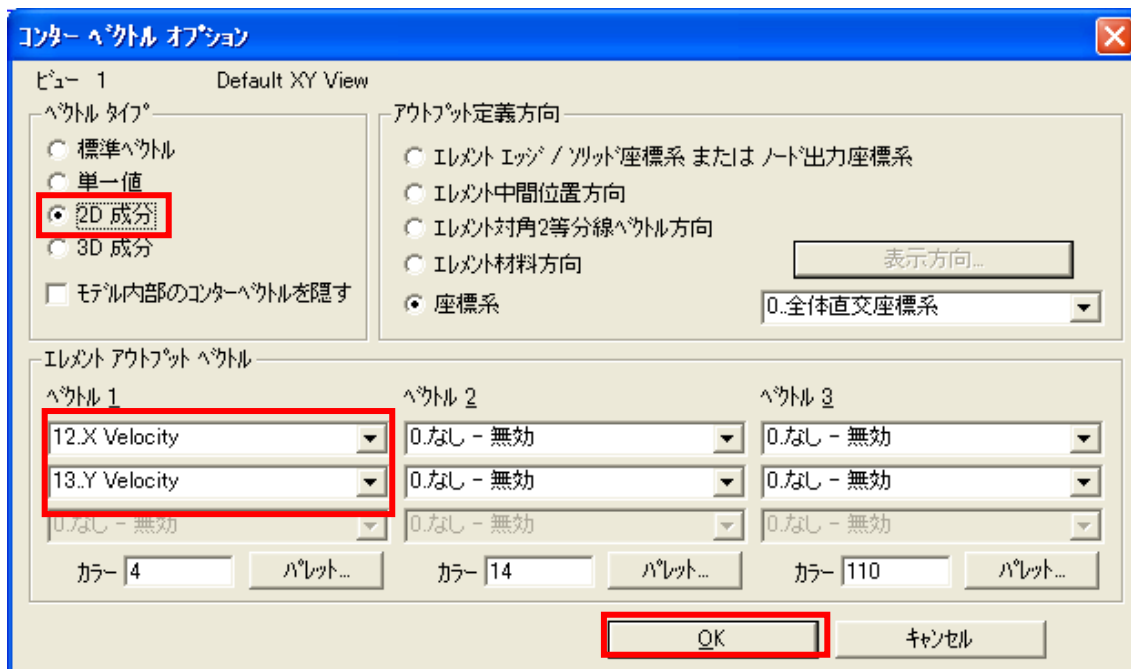 コンター ベクトル オプション
ビュー 1 Default XY View
ベクトル タイプ
標準ベクトル
単一値
2D 成分
3D 成分
モデル内部のコンターベクトルを隠す
アウトプット定義方向
エレメント エッジ / ソリッド座標系 または ノード出力座標系
エレメント中間位置方向
エレメント対角2等分線ベクトル方向
エレメント材料方向
表示方向...
座標系
0..全体直交座標系
エレメント アウトプット ベクトル
ベクトル 1
ベクトル 2
ベクトル 3
12..X Velocity
0.なし - 無効
0.なし - 無効
13..Y Velocity
0.なし - 無効
0.なし - 無効
0.なし - 無効
0.なし - 無効
0.なし - 無効
カラー 4 パレット...
カラー 14 パレット...
カラー 110 パレット...
OK
キャンセル